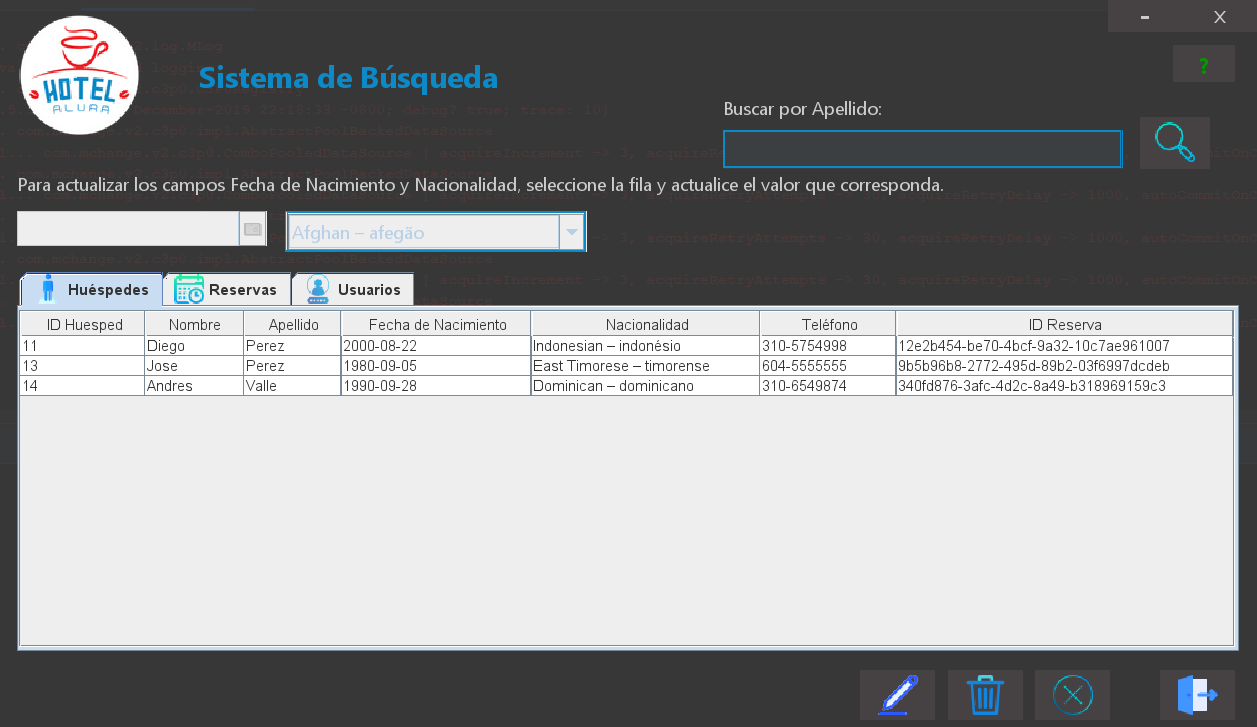 -
X
HOTEL
ALURA
Sistema de Búsqueda
?
Buscar por Apellido:
Para actualizar los campos Fecha de Nacimiento y Nacionalidad, seleccione la fila y actualice el valor que corresponda.
Afghan – afegão
Huéspedes Reservas Usuarios
ID Huesped Nombre Apellido Fecha de Nacimiento Nacionalidad Teléfono ID Reserva
11 Diego Perez 2000-08-22 Indonesian – indonésio 310-5754998 12e2b454-be70-4bcf-9a32-10c7ae961007
13 Jose Perez 1980-09-05 East Timorese – timorense 604-5555555 9b5b96b8-2772-495d-89b2-03f6997dcdeb
14 Andres Valle 1990-09-28 Dominican – dominicano 310-6549874 340fd876-3afc-4d2c-8a49-b318969159c3